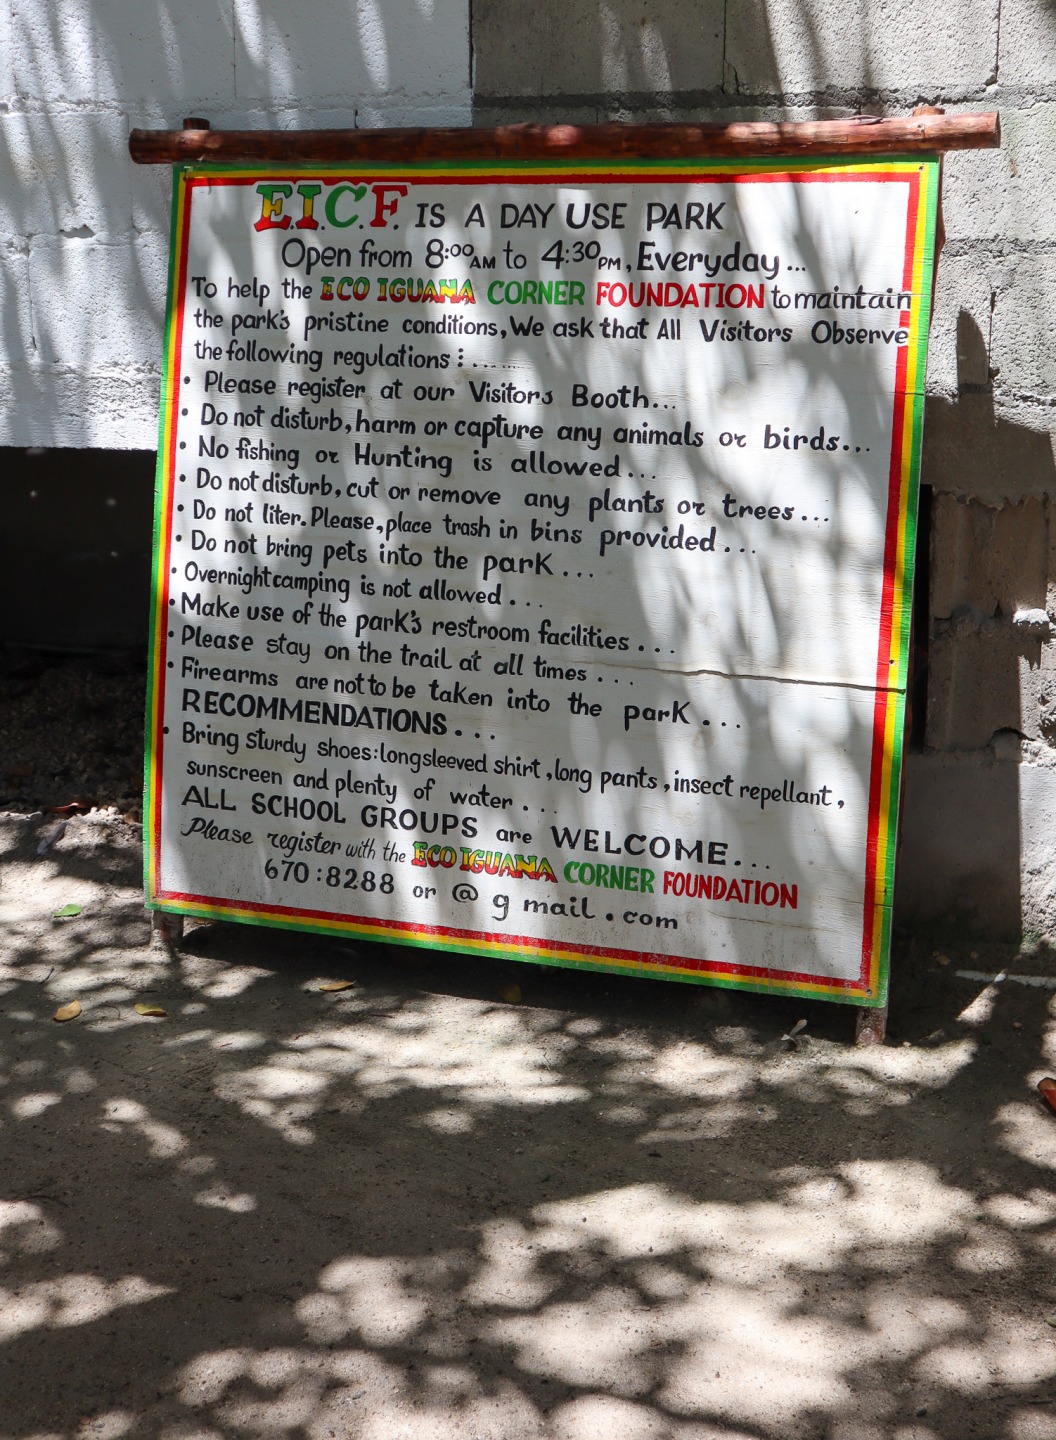 E.I.C.F. IS A DAY USE PARK
Open from 8:00AM to 4:30PM, Everyday...
To help the ECO IGUANA CORNER FOUNDATION to maintain
the park's pristine conditions, We ask that All Visitors Observe
the following regulations :......
• Please register at our Visitors Booth...
• Do not disturb, harm or capture any animals or birds...
• No fishing or Hunting is allowed...
• Do not disturb, cut or remove any plants or trees...
• Do not liter. Please, place trash in bins provided...
• Do not bring pets into the park...
• Overnight camping is not allowed...
• Make use of the park's restroom facilities...
• Please stay on the trail at all times...
• Firearms are not to be taken into the park...
RECOMMENDATIONS...
• Bring sturdy shoes: longsleeved shirt, long pants, insect repellant,
sunscreen and plenty of water...
ALL SCHOOL GROUPS are WELCOME...
Please register with the ECO IGUANA CORNER FOUNDATION
670:8288 or @ g mail.com